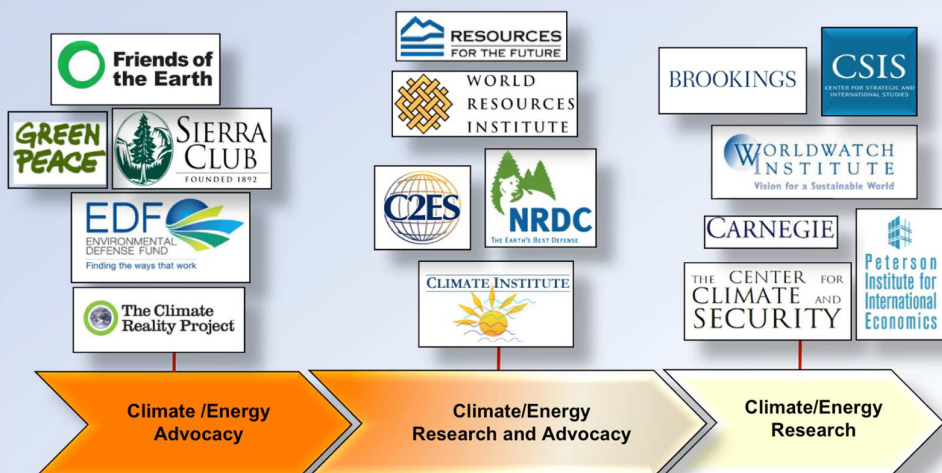 Friends of
the Earth
GREEN
PEACE
SIERRA
CLUB
FOUNDED 1892
EDF
ENVIRONMENTAL
DEFENSE FUND
Finding the ways that work
The Climate
Reality Project
RESOURCES
FOR THE FUTURE
WORLD
RESOURCES
INSTITUTE
C2ES
NRDC
THE EARTH'S BEST DEFENSE
CLIMATE INSTITUTE
BROOKINGS
CSIS
CENTER FOR STRATEGIC AND
INTERNATIONAL STUDIES
WORLDWATCH
INSTITUTE
Vision for a Sustainable World
CARNEGIE
THE CENTER FOR
CLIMATE AND
SECURITY
Peterson
Institute for
International
Economics
Climate /Energy
Advocacy
Climate/Energy
Research and Advocacy
Climate/Energy
Research